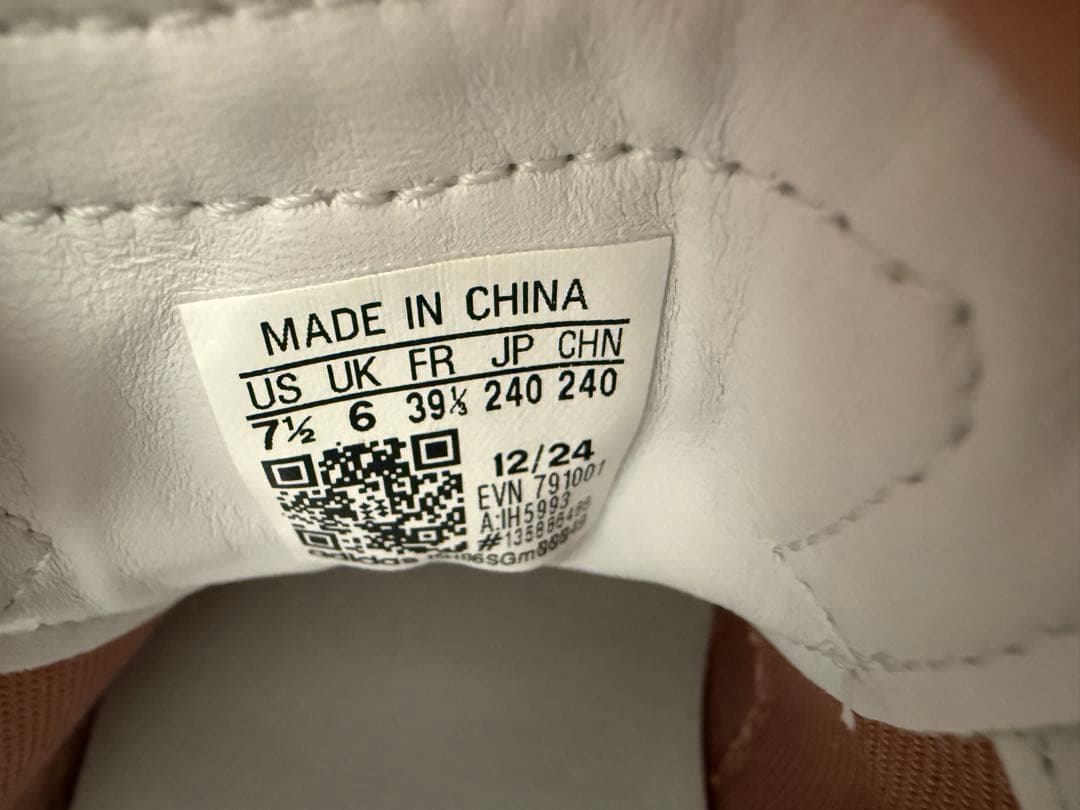 MADE IN CHINA
US UK FR JP CHN
7½ 6 39⅓ 240 240
12/24
EVN 791001
A:IH5993
adidas